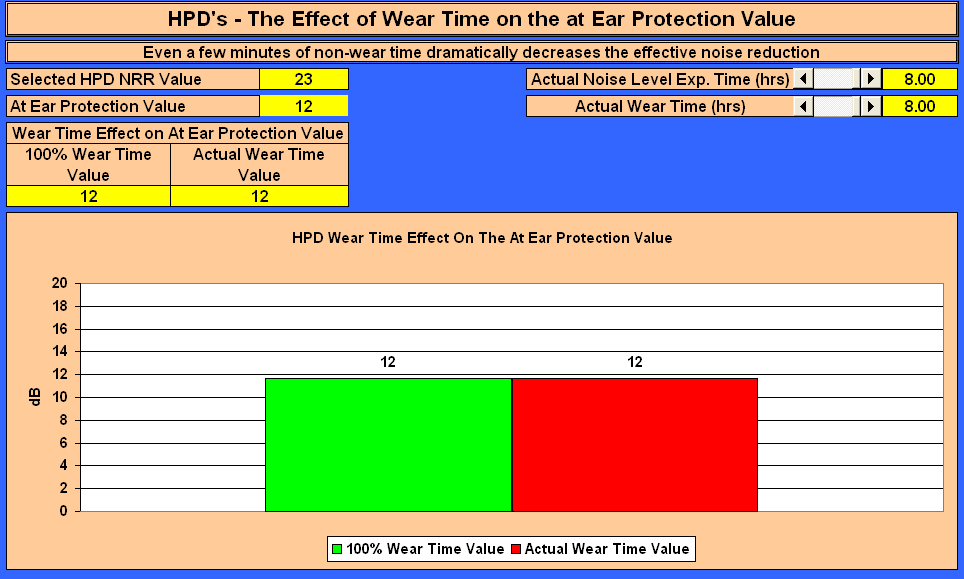 HPD's - The Effect of Wear Time on the at Ear Protection Value
Even a few minutes of non-wear time dramatically decreases the effective noise reduction
Selected HPD NRR Value 23
At Ear Protection Value 12
Actual Noise Level Exp. Time (hrs) 8.00
Actual Wear Time (hrs) 8.00
Wear Time Effect on At Ear Protection Value
100% Wear Time Value
Actual Wear Time Value
12 12
HPD Wear Time Effect On The At Ear Protection Value
20
18
16
14
12
10
8
6
4
2
0
dB
12 12
100% Wear Time Value Actual Wear Time Value